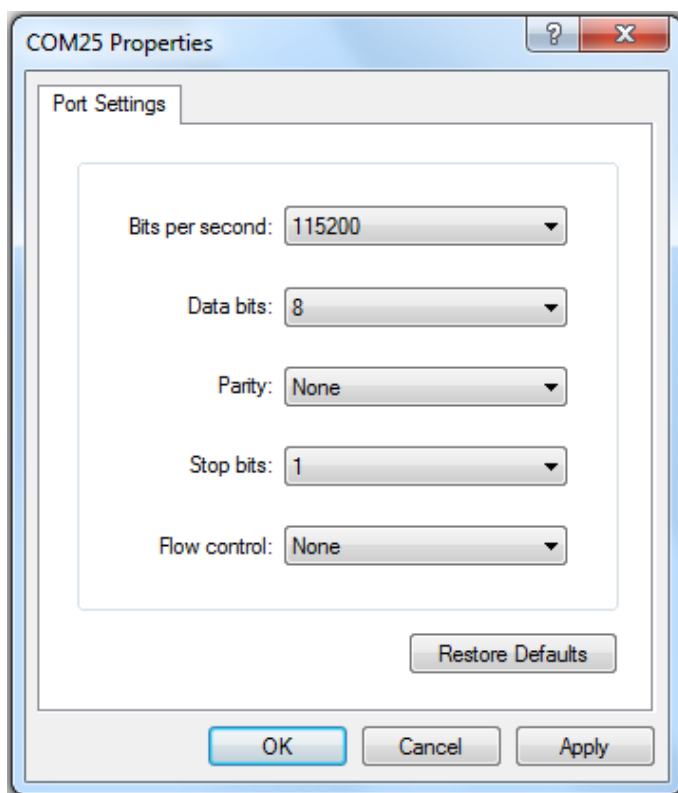 COM25 Properties
Port Settings
Bits per second: 115200
Data bits: 8
Parity: None
Stop bits: 1
Flow control: None
Restore Defaults
OK Cancel Apply